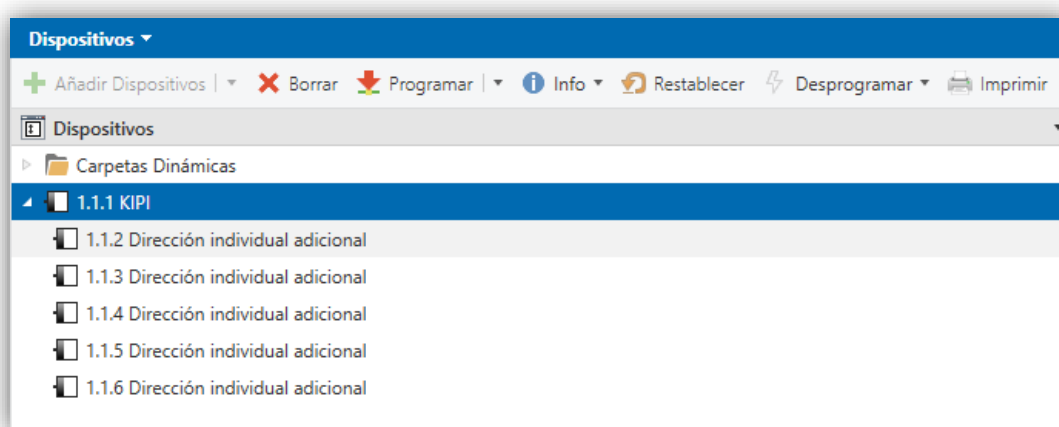 Dispositivos
Añadir Dispositivos Borrar Programar Info Restablecer Desprogramar Imprimir
Dispositivos
Carpetas Dinámicas
1.1.1 KIPI
1.1.2 Dirección individual adicional
1.1.3 Dirección individual adicional
1.1.4 Dirección individual adicional
1.1.5 Dirección individual adicional
1.1.6 Dirección individual adicional